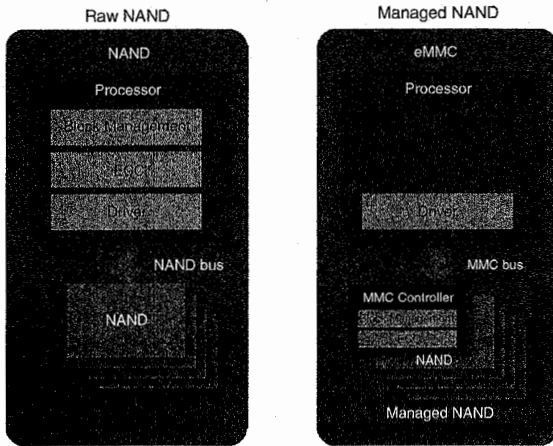 Raw NAND
NAND
Processor
Block Management
ECC
Driver
NAND bus
NAND
Managed NAND
eMMC
Processor
Driver
MMC bus
MMC Controller
NAND
Managed NAND